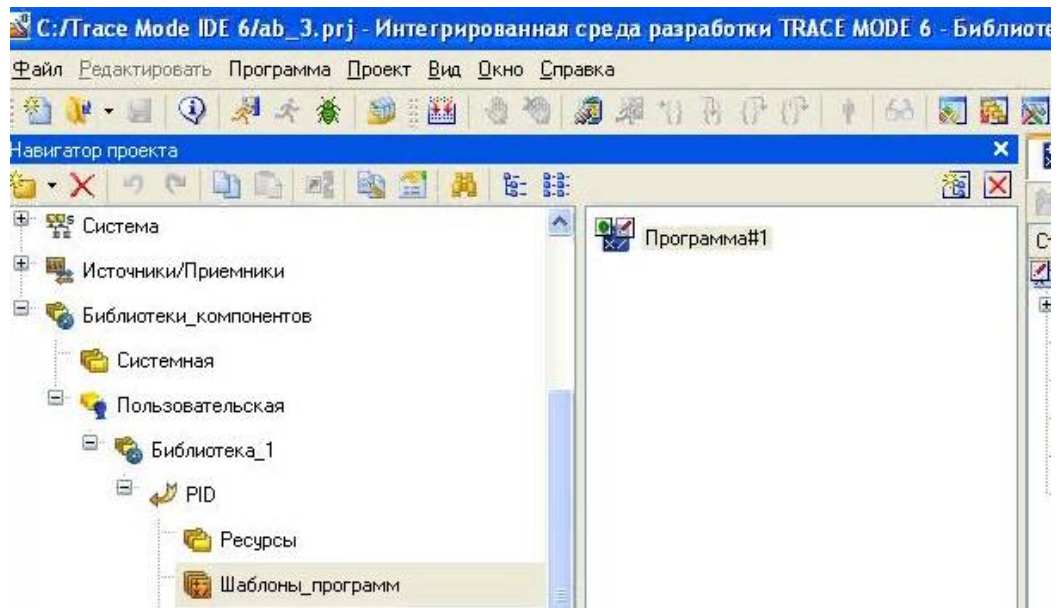 C:/Trace Mode IDE 6/ab_3.prj - Интегрированная среда разработки TRACE MODE 6 - Библиоте
Файл Редактировать Программа Проект Вид Окно Справка
Навигатор проекта
Система
Источники/Приемники
Библиотеки_компонентов
Системная
Пользовательская
Библиотека_1
PID
Ресурсы
Шаблоны_программ
Программа#1